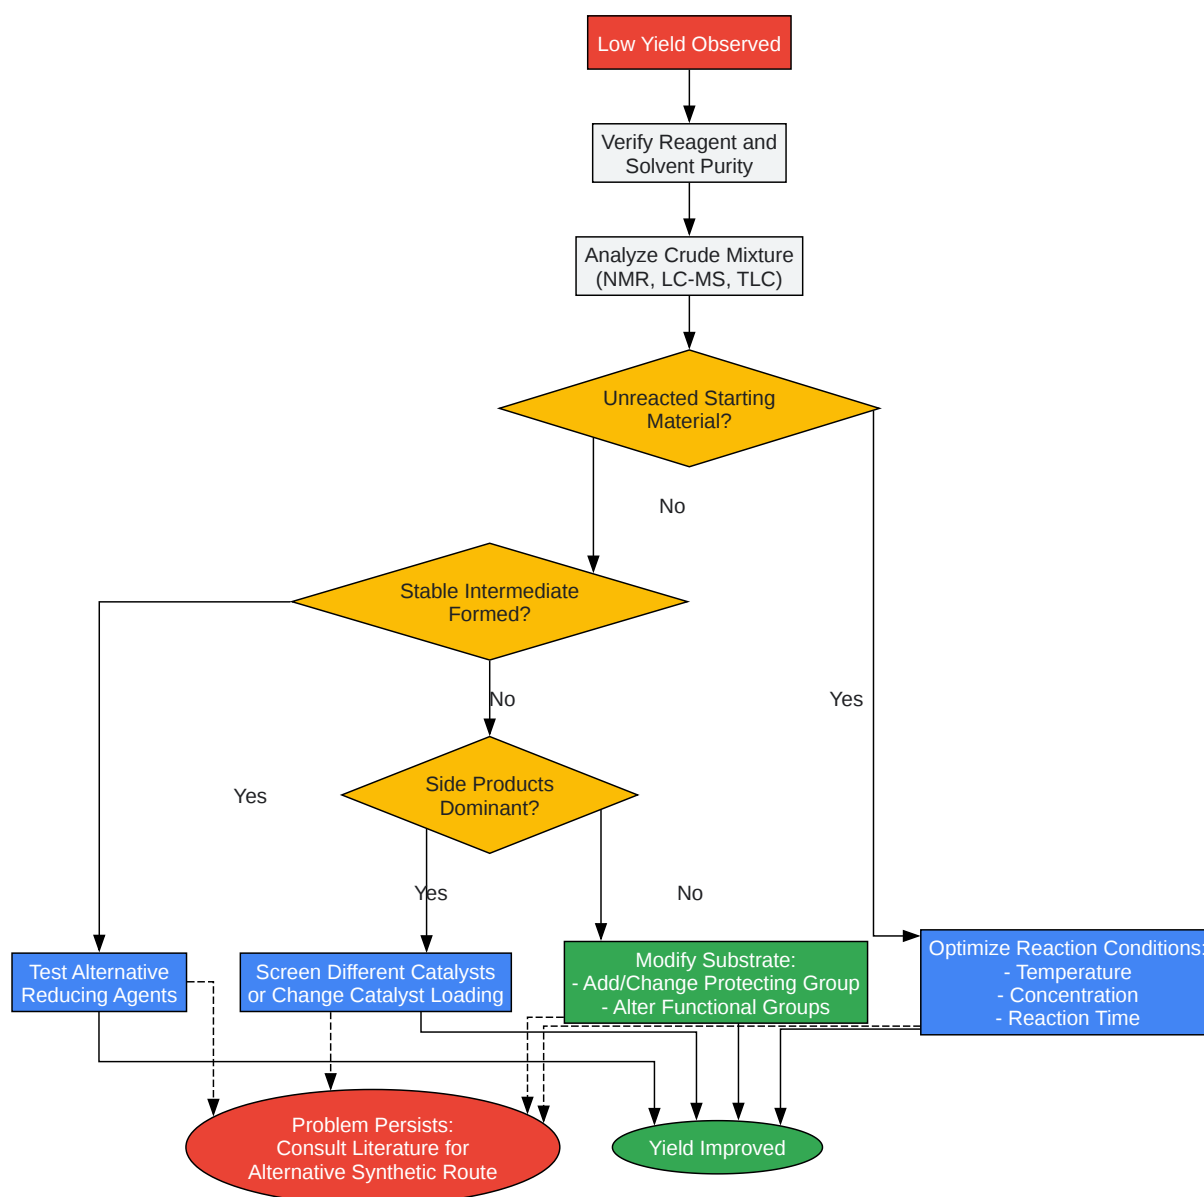 Low Yield Observed
Verify Reagent and
Solvent Purity
Analyze Crude Mixture
(NMR, LC-MS, TLC)
Unreacted Starting
Material?
No
Stable Intermediate
Formed?
No
Yes
Side Products
Dominant?
Yes
Yes
No
Test Alternative
Reducing Agents
Screen Different Catalysts
or Change Catalyst Loading
Modify Substrate:
- Add/Change Protecting Group
- Alter Functional Groups
Optimize Reaction Conditions:
- Temperature
- Concentration
- Reaction Time
Problem Persists:
Consult Literature for
Alternative Synthetic Route
Yield Improved